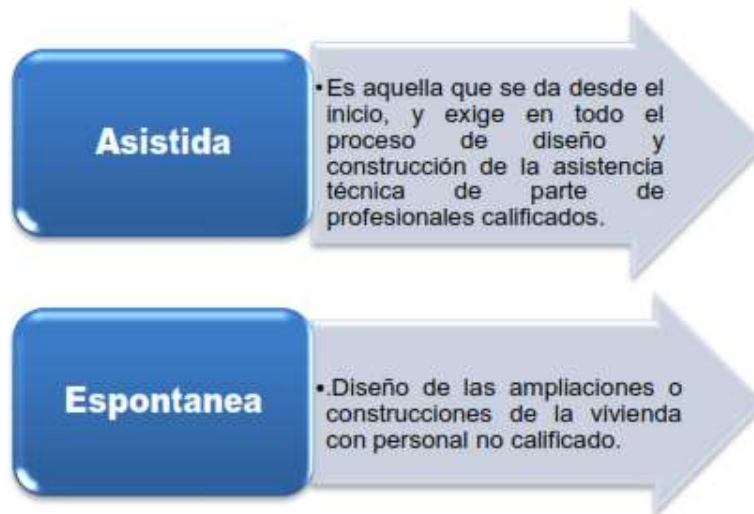 Asistida
•Es aquella que se da desde el
inicio, y exige en todo el
proceso de diseño y
construcción de la asistencia
técnica de parte de
profesionales calificados.
Espontanea
•.Diseño de las ampliaciones o
construcciones de la vivienda
con personal no calificado.